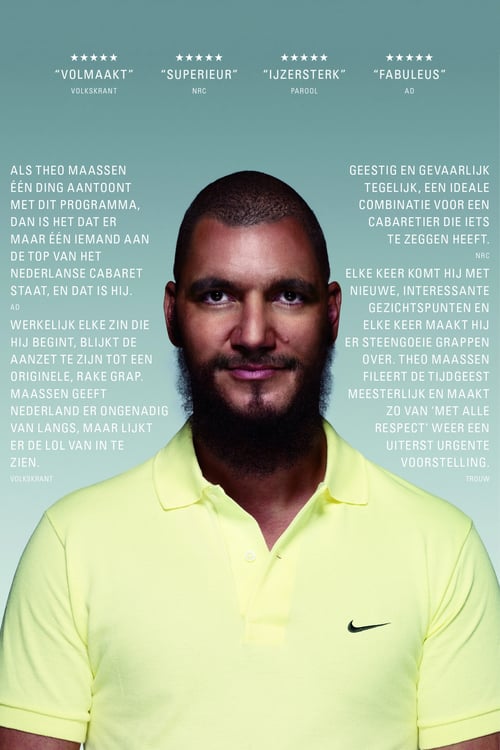 ★★★★★ ★★★★★ ★★★★★ ★★★★★
“VOLMAAKT” “SUPERIEUR” “IJZERSTERK” “FABULEUS”
VOLKSKRANT NRC PAROOL AD
ALS THEO MAASSEN
ÉÉN DING AANTOONT
MET DIT PROGRAMMA,
DAN IS HET DAT ER
MAAR ÉÉN IEMAND AAN
DE TOP VAN HET
NEDERLANSE CABARET
STAAT, EN DAT IS HIJ.
AD
WERKELIJK ELKE ZIN DIE
HIJ BEGINT, BLIJKT DE
AANZET TE ZIJN TOT EEN
ORIGINELE, RAKE GRAP.
MAASSEN GEEFT
NEDERLAND ER ONGENADIG
VAN LANGS, MAAR LIJKT
ER DE LOL VAN IN TE
ZIEN.
VOLKSKRANT
GEESTIG EN GEVAARLIJK
TEGELIJK, EEN IDEALE
COMBINATIE VOOR EEN
CABARETIER DIE IETS
TE ZEGGEN HEEFT.
NRC
ELKE KEER KOMT HIJ MET
NIEUWE, INTERESSANTE
GEZICHTSPUNTEN EN
ELKE KEER MAAKT HIJ
ER STEENGOEIE GRAPPEN
OVER. THEO MAASSEN
FILEERT DE TIJDGEEST
MEESTERLIJK EN MAAKT
ZO VAN ‘MET ALLE
RESPECT’ WEER EEN
UITERST URGENTE
VOORSTELLING.
TROUW